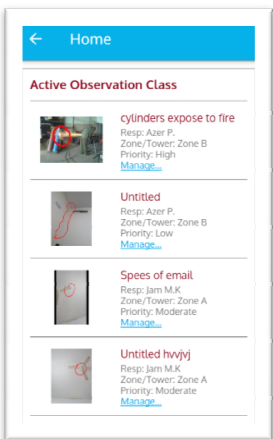 Home
Active Observation Class
cylinders expose to fire
Resp: Azer P.
Zone/Tower: Zone B
Priority: High
Manage...
Untitled
Resp: Azer P.
Zone/Tower: Zone B
Priority: Low
Manage...
Spees of email
Resp: Jam M.K
Zone/Tower: Zone A
Priority: Moderate
Manage...
Untitled hvvjvj
Resp: Jam M.K
Zone/Tower: Zone A
Priority: Moderate
Manage...